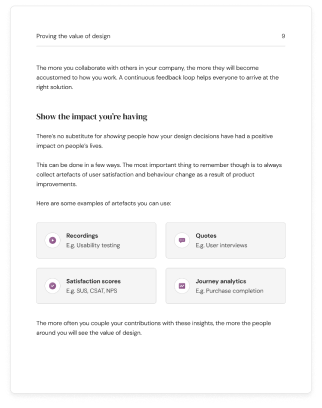 Proving the value of design 9
The more you collaborate with others in your company, the more they will become
accustomed to how you work. A continuous feedback loop helps everyone to arrive at the
right solution.
Show the impact you're having
There's no substitute for showing people how your design decisions have had a positive
impact on people's lives.
This can be done in a few ways. The most important thing to remember though is to always
collect artefacts of user satisfaction and behaviour change as a result of product
improvements.
Here are some examples of artefacts you can use:
Recordings
E.g. Usability testing
Quotes
E.g. User interviews
Satisfaction scores
E.g. SUS, CSAT, NPS
Journey analytics
E.g. Purchase completion
The more often you couple your contributions with these insights, the more the people
around you will see the value of design.